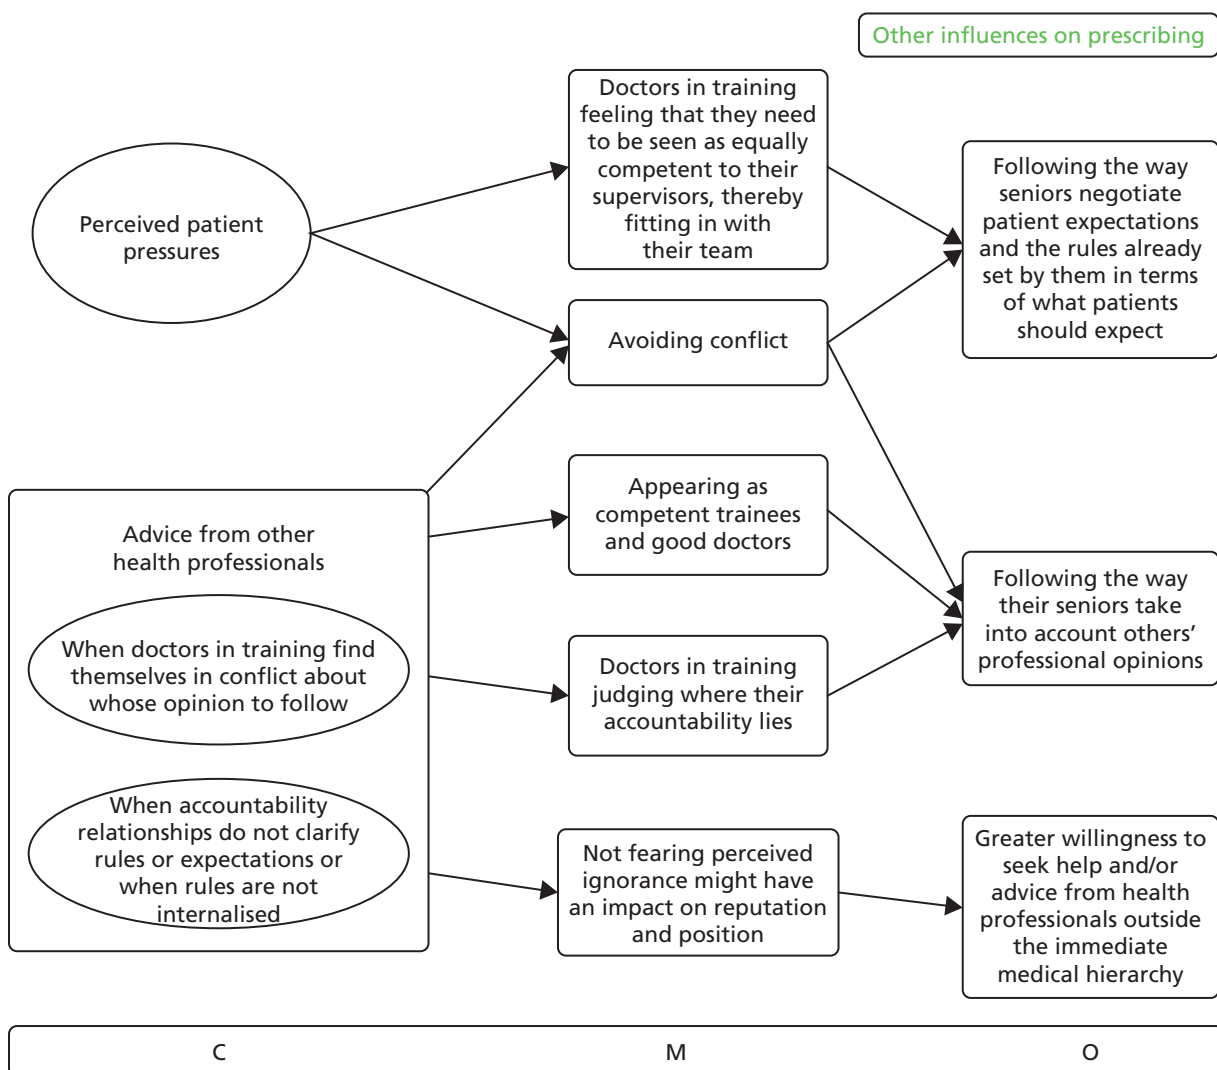 Other influences on prescribing
Perceived patient
pressures
Doctors in training
feeling that they need
to be seen as equally
competent to their
supervisors, thereby
fitting in with
their team
Following the way
seniors negotiate
patient expectations
and the rules already
set by them in terms
of what patients
should expect
Avoiding conflict
Advice from other
health professionals
When doctors in training find
themselves in conflict about
whose opinion to follow
When accountability
relationships do not clarify
rules or expectations or
when rules are not
internalised
Appearing as
competent trainees
and good doctors
Doctors in training
judging where their
accountability lies
Following the way
their seniors take
into account others’
professional opinions
Not fearing perceived
ignorance might have
an impact on reputation
and position
Greater willingness to
seek help and/or
advice from health
professionals outside
the immediate
medical hierarchy
C
M
O